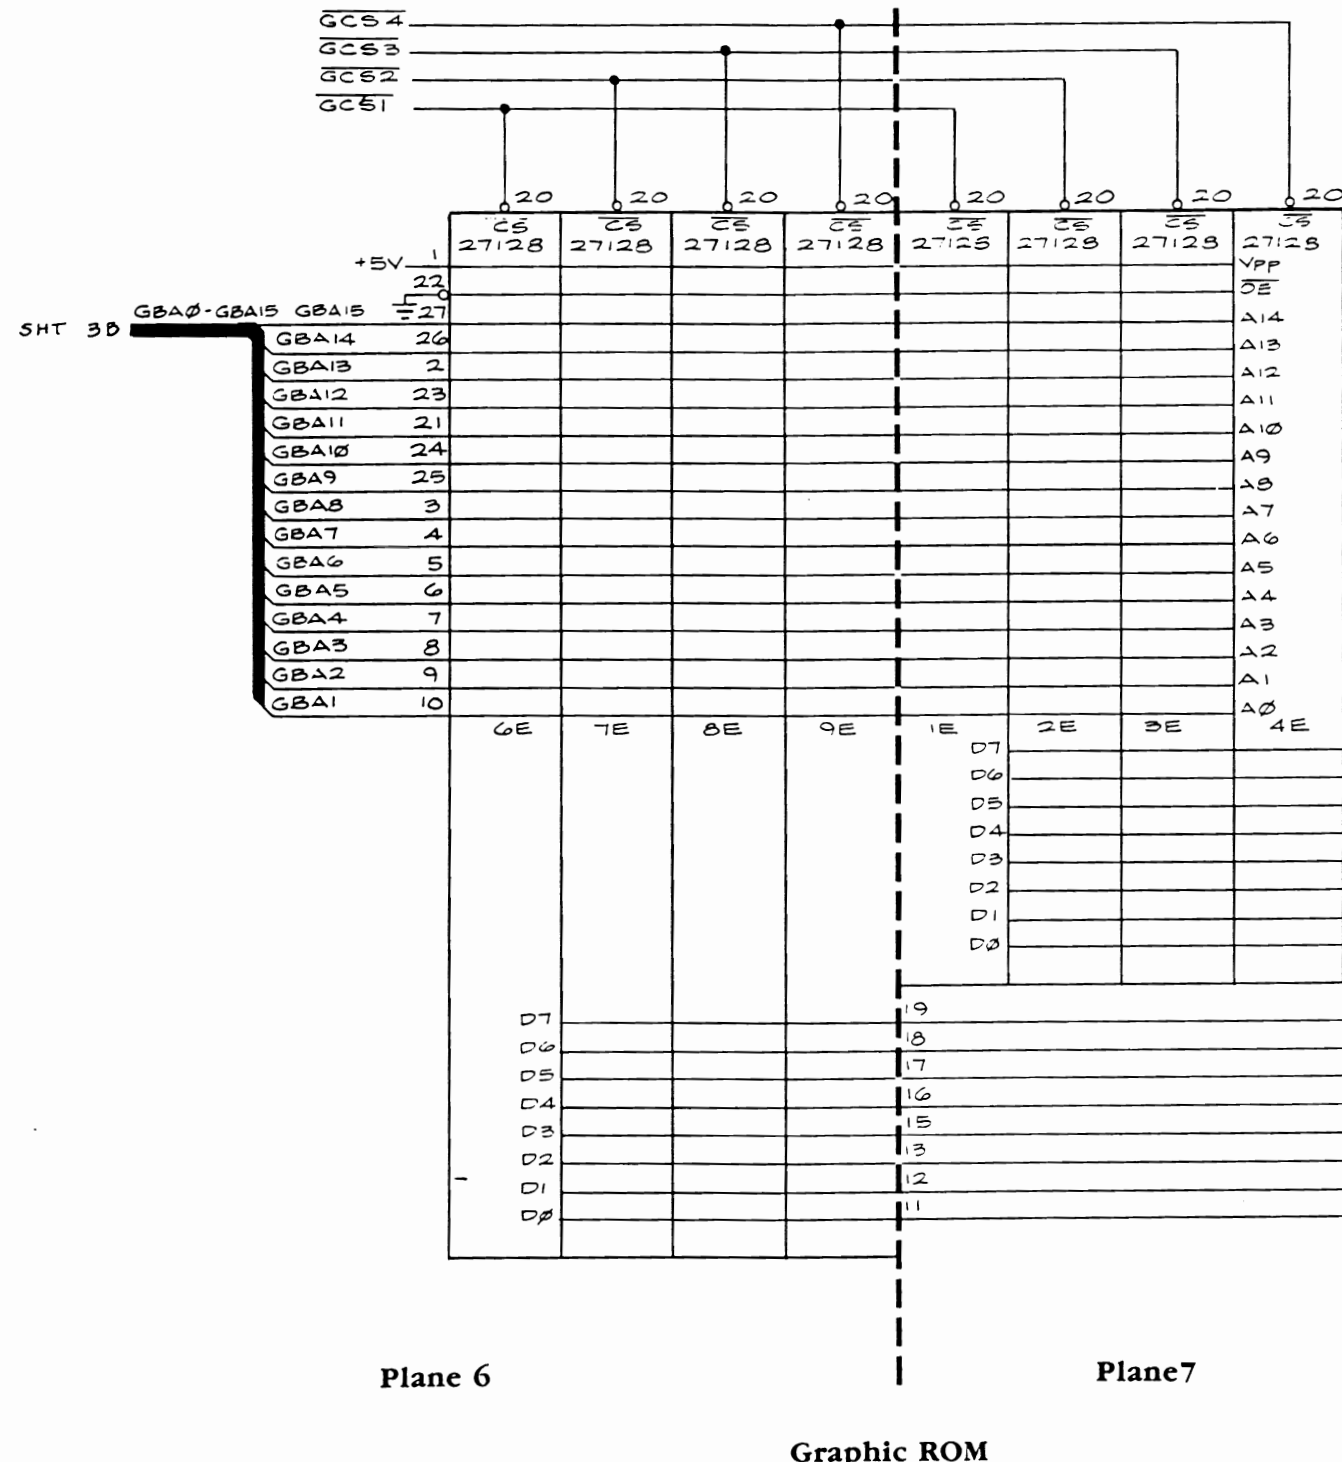 GCS4
GCS3
GCS2
GCS1
20 20 20 20 20 20 20 20
CS CS CS CS CS CS CS CS
27128 27128 27128 27128 27128 27128 27128 27128
+5V 1 VPP
22 OE
SHT 3B GBAØ-GBA15 GBA15 27 A14
GBA14 26 A13
GBA13 2 A12
GBA12 23 A11
GBA11 21 A1Ø
GBA1Ø 24 A9
GBA9 25 A8
GBA8 3 A7
GBA7 4 A6
GBA6 5 A5
GBA5 6 A4
GBA4 7 A3
GBA3 8 A2
GBA2 9 A1
GBA1 10 AØ
6E 7E 8E 9E 1E 2E 3E 4E
D7
D6
D5
D4
D3
D2
D1
DØ
D7 19
D6 18
D5 17
D4 16
D3 15
D2 13
D1 12
DØ 11
Plane 6 Plane7
Graphic ROM